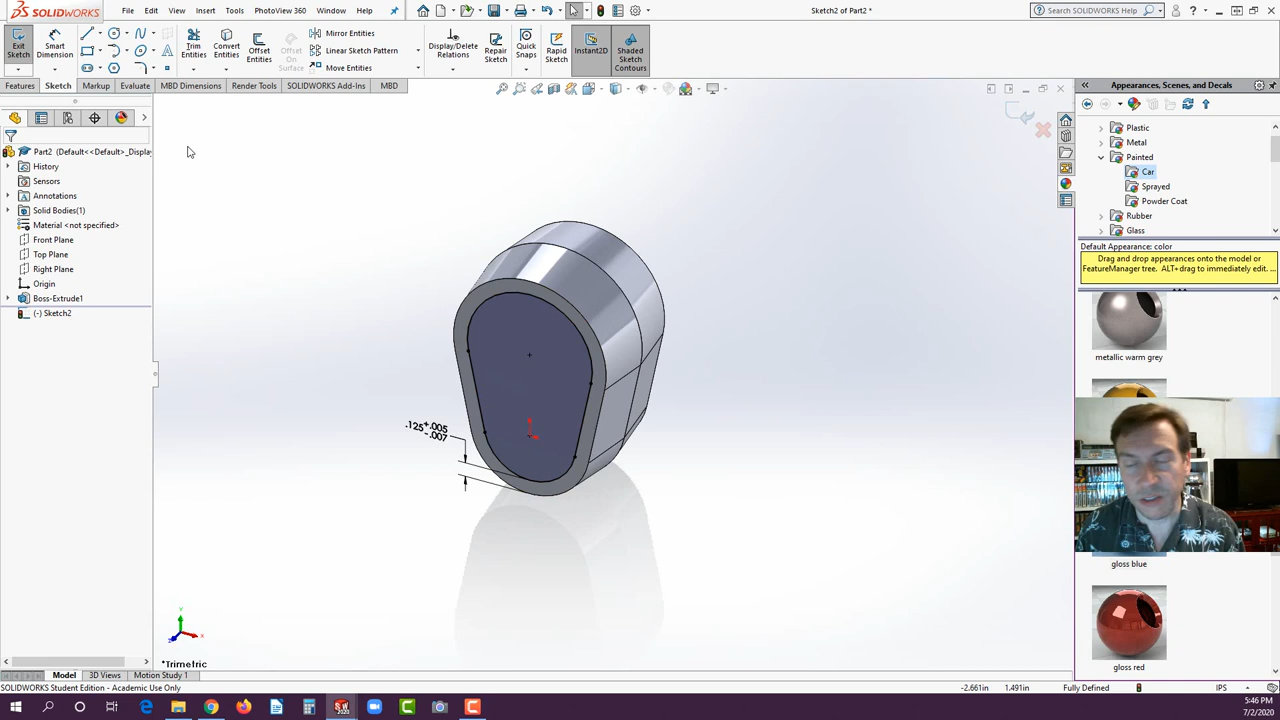 SOLIDWORKS File Edit View Insert Tools PhotoView 360 Window Help Sketch2 of Part2 * Search SOLIDWORKS Help
Exit Sketch
Smart Dimension
Trim Entities
Convert Entities
Offset Entities
Offset On Surface
Mirror Entities
Linear Sketch Pattern
Move Entities
Display/Delete Relations
Repair Sketch
Quick Snaps
Rapid Sketch
Instant2D
Shaded Sketch Contours
Features Sketch Markup Evaluate MBD Dimensions Render Tools SOLIDWORKS Add-Ins MBD
Appearances, Scenes, and Decals
Part2 (Default<<Default>_Display
History
Sensors
Annotations
Solid Bodies(1)
Material <not specified>
Front Plane
Top Plane
Right Plane
Origin
Boss-Extrude1
(-) Sketch2
.125+.005
-.007
Y
X
Z
*Trimetric
Plastic
Metal
Painted
Car
Sprayed
Powder Coat
Rubber
Glass
Default Appearance: color
Drag and drop appearances onto the model or
FeatureManager tree. ALT+drag to immediately edit. ...
metallic warm grey
gloss blue
gloss red
Model 3D Views Motion Study 1
SOLIDWORKS Student Edition - Academic Use Only -2.661in 1.491in Fully Defined IPS
5:46 PM
7/2/2020